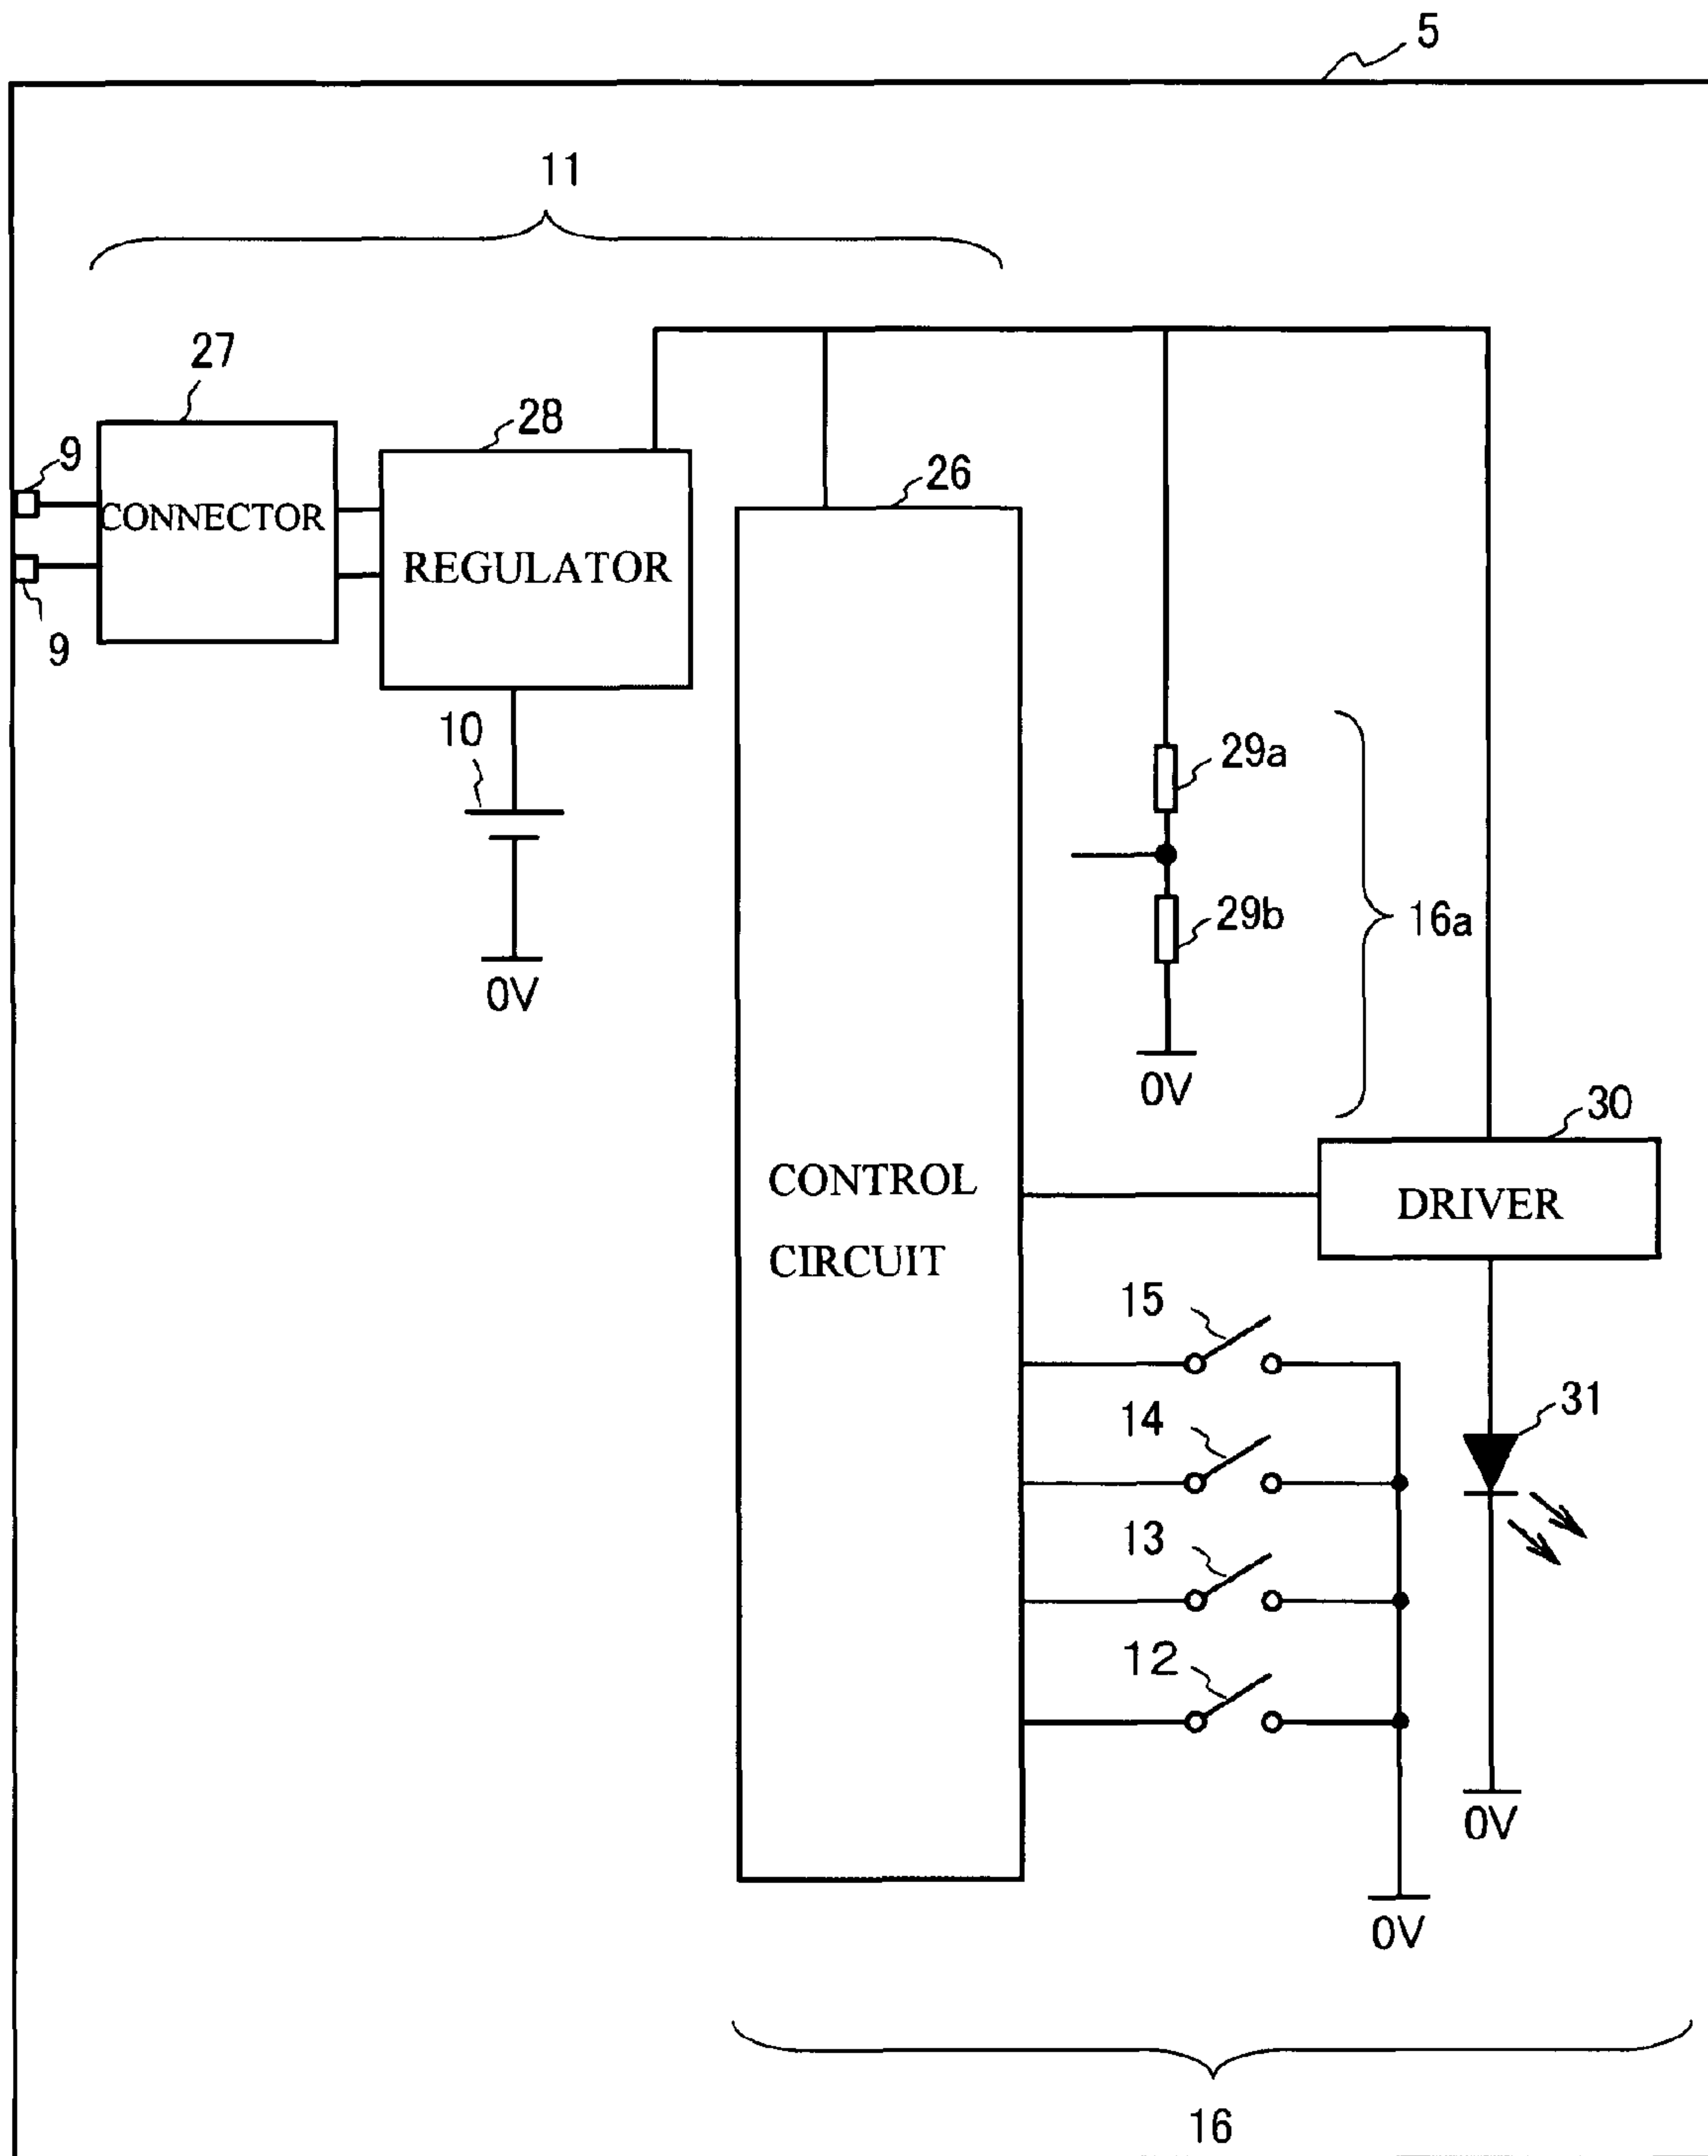 5
11
27
28
9
26
CONNECTOR
REGULATOR
9
10
29a
29b
16a
0V
0V
30
CONTROL
CIRCUIT
DRIVER
15
14
31
13
12
0V
0V
16